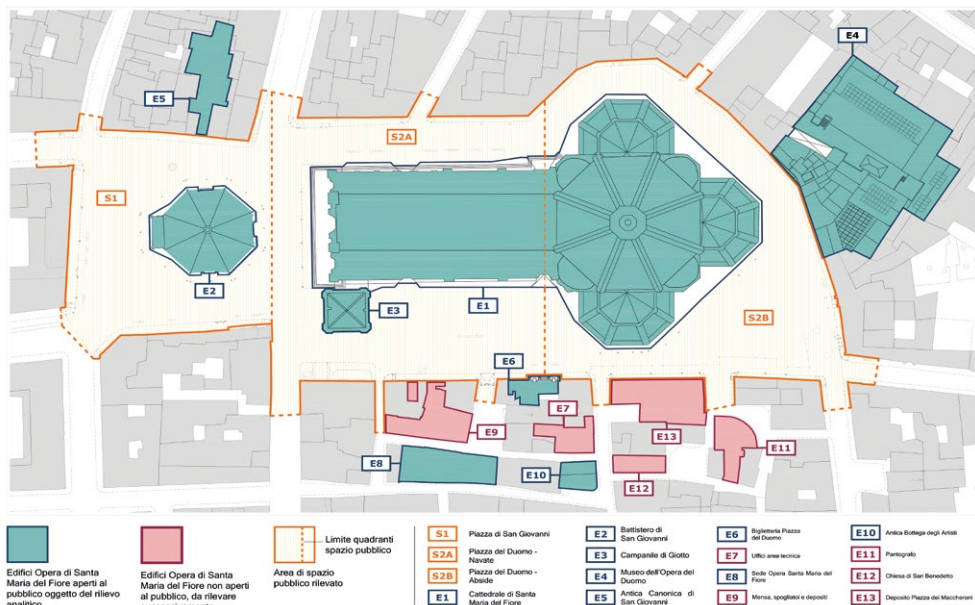 E4
E5
S2A
S1
E2
E3
E1
S2B
E6
E7
E9
E13
E11
E8
E10
E12
Edifici Opera di Santa
Maria del Fiore aperti al
pubblico oggetto del rilievo
analitico
Edifici Opera di Santa
Maria del Fiore non aperti
al pubblico, da rilevare
Limite quadranti
spazio pubblico
Area di spazio
pubblico rilevato
S1 Piazza di San Giovanni
S2A Piazza del Duomo -
Navate
S2B Piazza del Duomo -
Abside
E1 Cattedrale di Santa
Maria del Fiore
E2 Battistero di
San Giovanni
E3 Campanile di Giotto
E4 Museo dell'Opera del
Duomo
E5 Antica Canonica di
San Giovanni
E6 Biglietteria Piazza
del Duomo
E7 Uffici area tecnica
E8 Sede Opera Santa Maria del
Fiore
E9 Mensa, spogliatoi e depositi
E10 Antica Bottega degli Artisti
E11 Pantografo
E12 Chiesa di San Benedetto
E13 Deposito Piazza dei Maccheroni